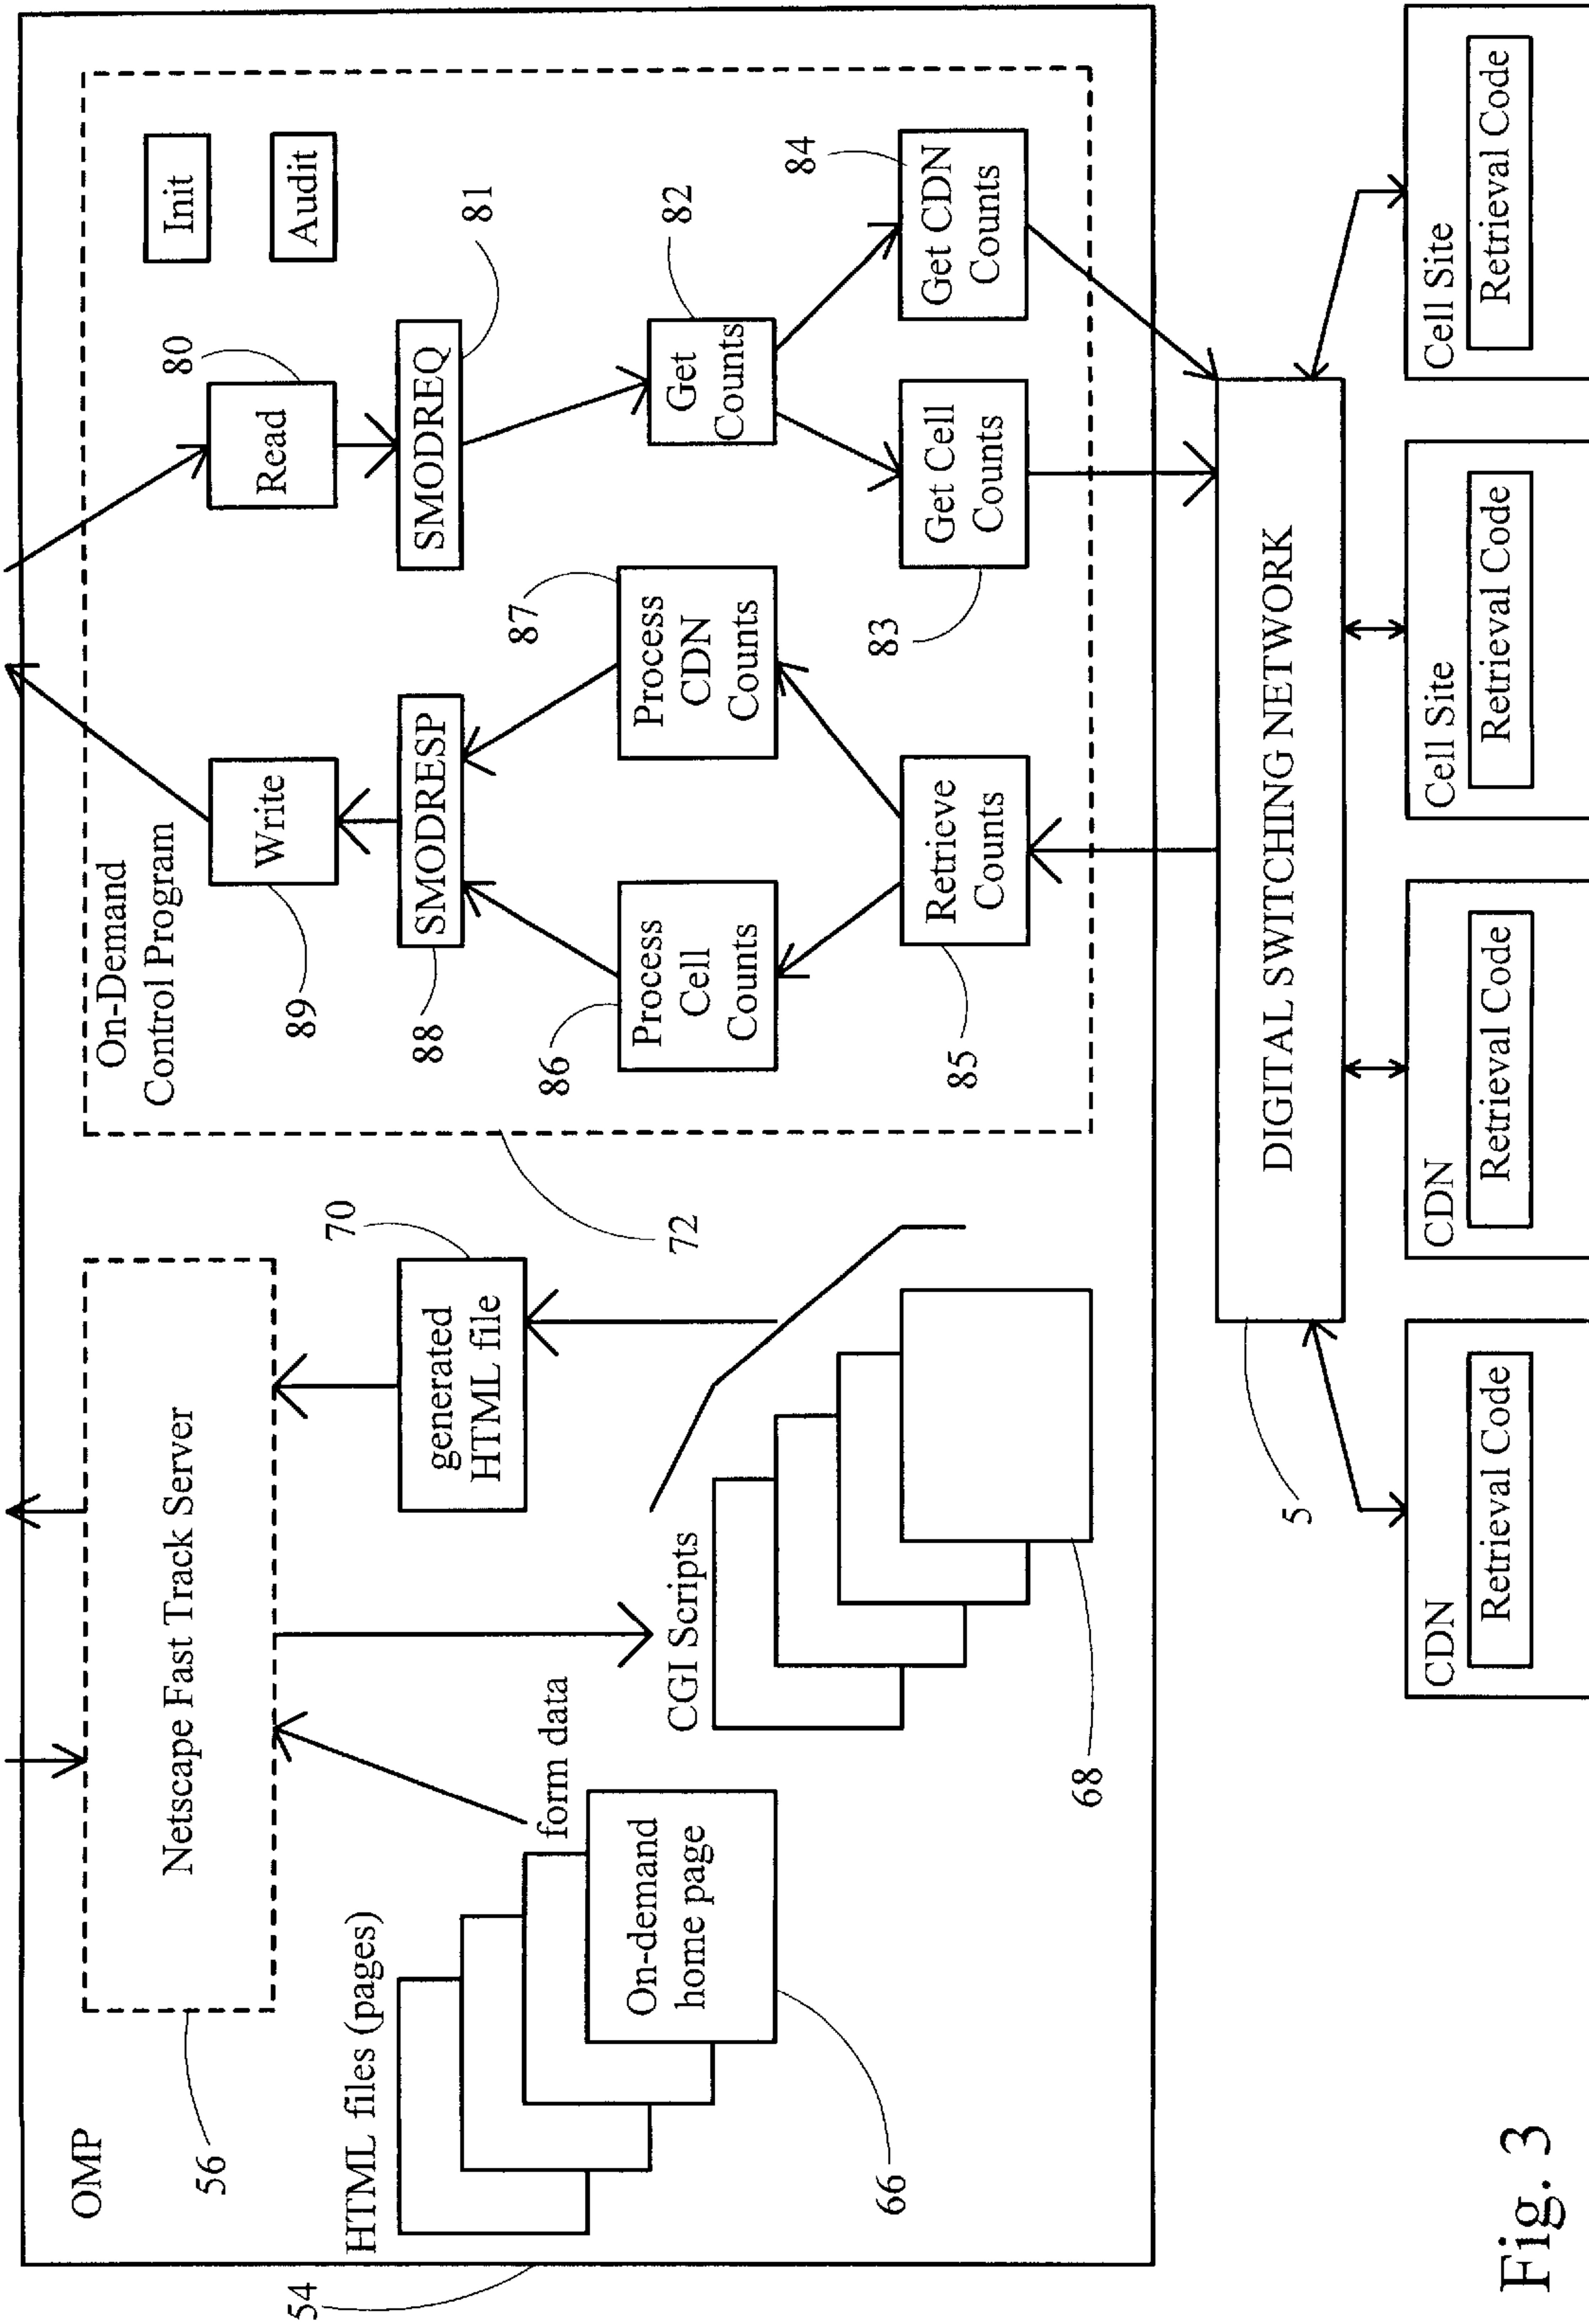 OMP
54
56
Netscape Fast Track Server
HTML files (pages)
On-demand
home page
66
form data
CGI Scripts
68
generated
HTML file
70
72
On-Demand
Control Program
Write
89
SMODRESP
88
Process
Cell
Counts
86
Process
CDN
Counts
87
Retrieve
Counts
85
Read
80
SMODREQ
81
Get
Counts
82
Get Cell
Counts
83
Get CDN
Counts
84
Init
Audit
DIGITAL SWITCHING NETWORK
5
CDN
Retrieval Code
CDN
Retrieval Code
Cell Site
Retrieval Code
Cell Site
Retrieval Code
Fig. 3